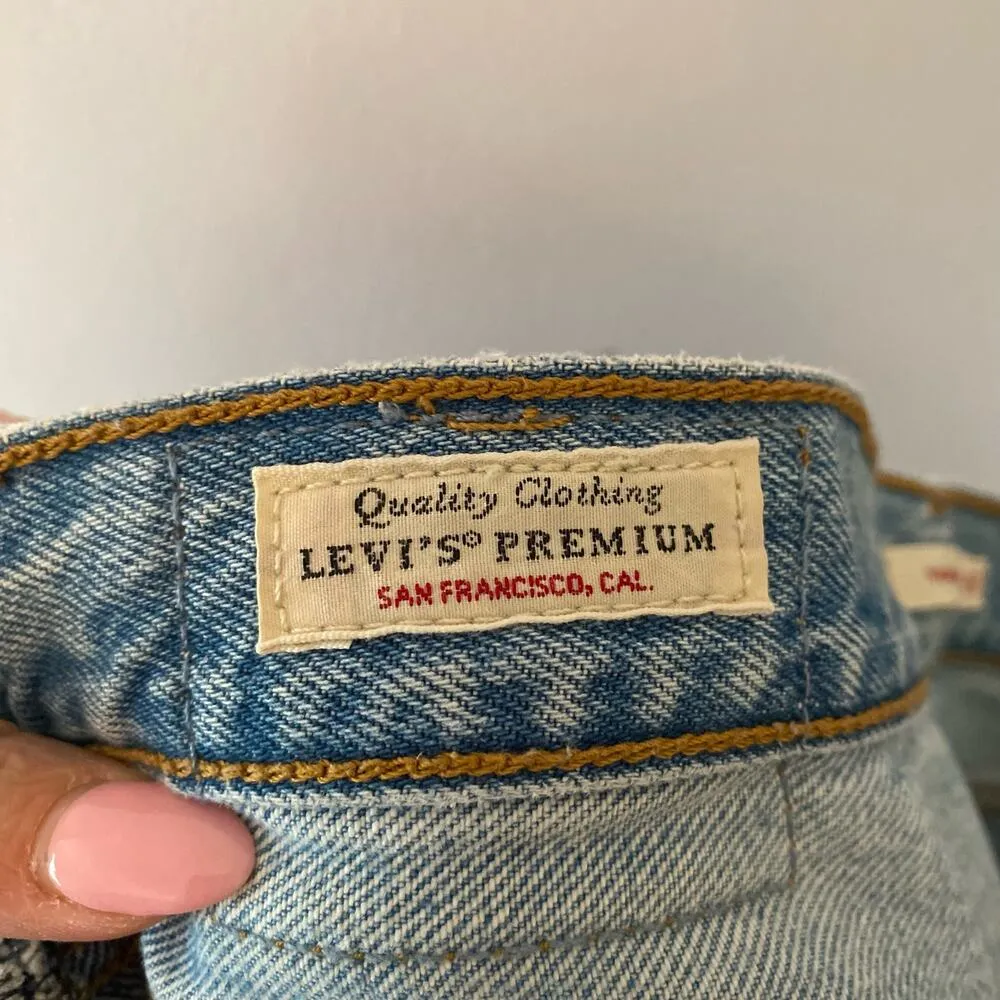 Quality Clothing
LEVI'S® PREMIUM
SAN FRANCISCO, CAL.